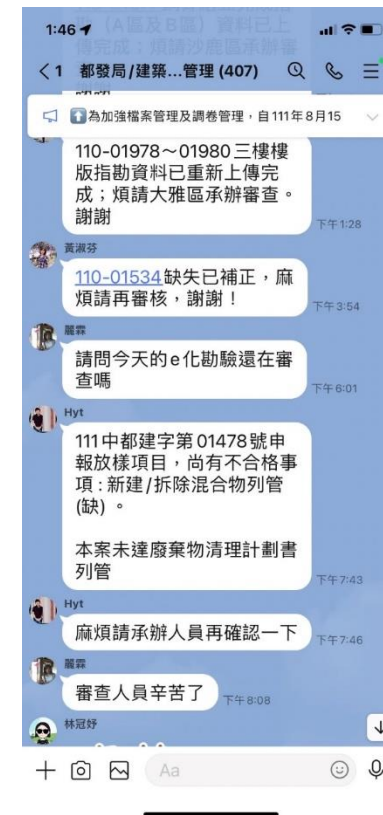 1:46
(A區及B區)資料已上
傳完成；煩請沙鹿區承辦審
< 1 都發局/建築...管理 (407)
為加強檔案管理及調卷管理，自111年8月15
110-01978～01980三樓樓
版指勘資料已重新上傳完
成；煩請大雅區承辦審查。
謝謝
下午1:28
黃淑芬
110-01534缺失已補正，麻
煩請再審核，謝謝！
下午3:54
麗霖
請問今天的e化勘驗還在審
查嗎
下午6:01
Hyt
111中都建字第01478號申
報放樣項目，尚有不合格事
項:新建/拆除混合物列管
(缺)。
本案未達廢棄物清理計劃書
列管
下午7:43
Hyt
麻煩請承辦人員再確認一下
下午7:46
麗霖
審查人員辛苦了
下午8:08
林冠妤
Aa